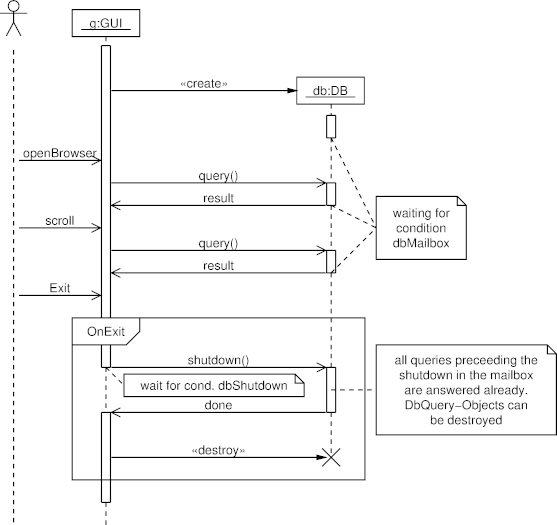 g:GUI
«create»
db:DB
openBrowser
query()
result
waiting for
condition
dbMailbox
scroll
query()
result
Exit
OnExit
shutdown()
wait for cond. dbShutdown
all queries preceeding the
shutdown in the mailbox
are answered already.
DbQuery−Objects can
be destroyed
done
«destroy»